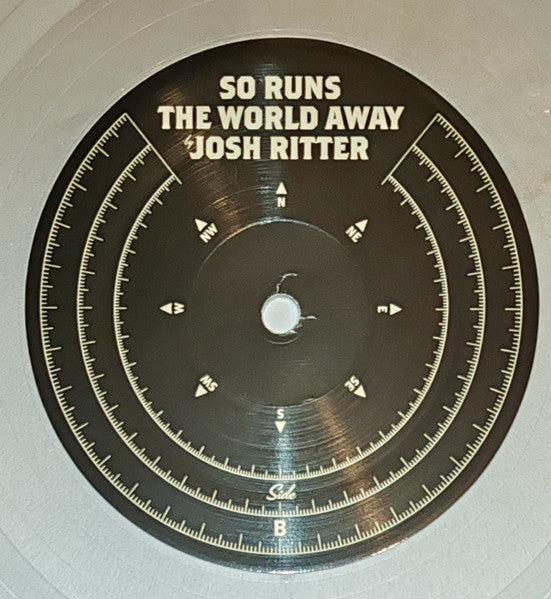 SO RUNS
THE WORLD AWAY
JOSH RITTER
N
NW
NE
W
E
SW
SE
S
Side
B